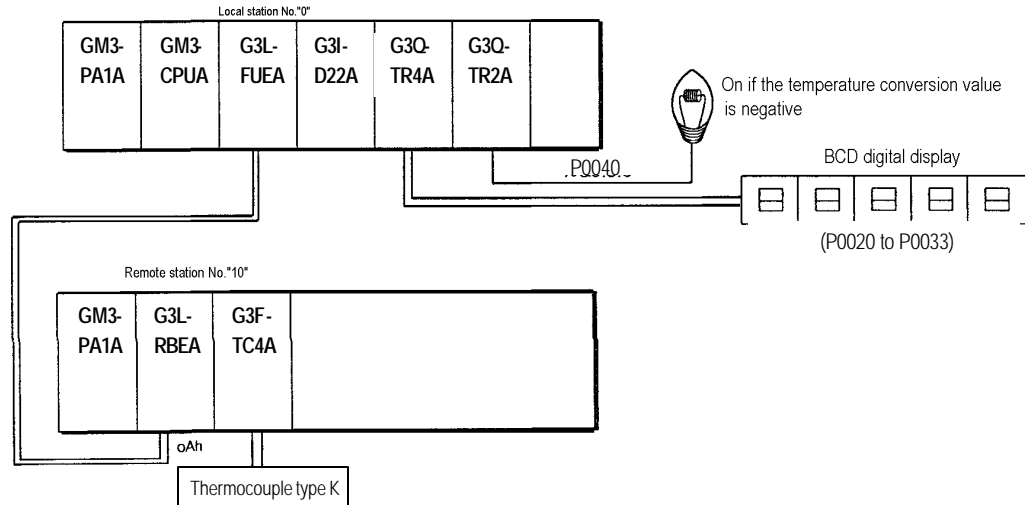 Local station No."0"
GM3-
PA1A
GM3-
CPUA
G3L-
FUEA
G3I-
D22A
G3Q-
TR4A
G3Q-
TR2A
On if the temperature conversion value
is negative
P0040
BCD digital display
(P0020 to P0033)
Remote station No."10"
GM3-
PA1A
G3L-
RBEA
G3F-
TC4A
oAh
Thermocouple type K